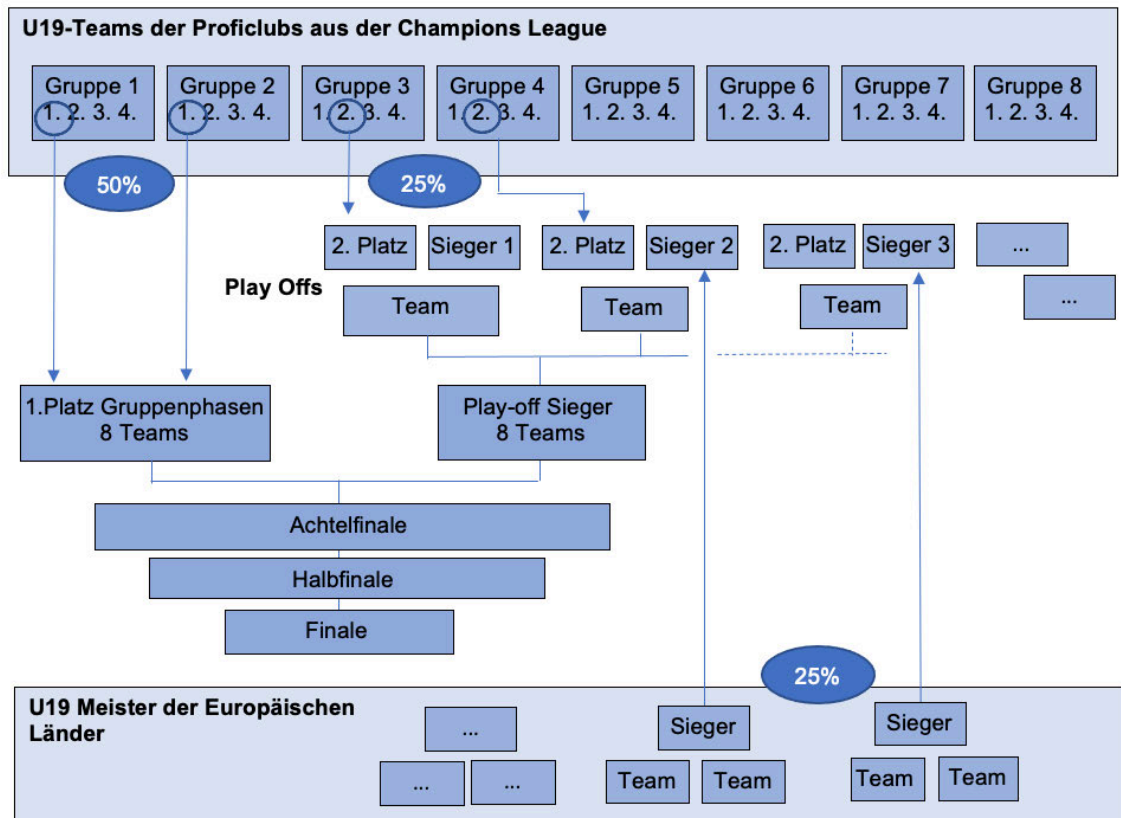 U19-Teams der Proficlubs aus der Champions League
Gruppe 1
1. 2. 3. 4.
Gruppe 2
1. 2. 3. 4.
Gruppe 3
1. 2. 3. 4.
Gruppe 4
1. 2. 3. 4.
Gruppe 5
1. 2. 3. 4.
Gruppe 6
1. 2. 3. 4.
Gruppe 7
1. 2. 3. 4.
Gruppe 8
1. 2. 3. 4.
50%
25%
2. Platz
Sieger 1
2. Platz
Sieger 2
2. Platz
Sieger 3
...
...
Play Offs
Team
Team
Team
1.Platz Gruppenphasen
8 Teams
Play-off Sieger
8 Teams
Achtelfinale
Halbfinale
Finale
25%
U19 Meister der Europäischen
Länder
...
Sieger
Sieger
...
...
Team
Team
Team
Team